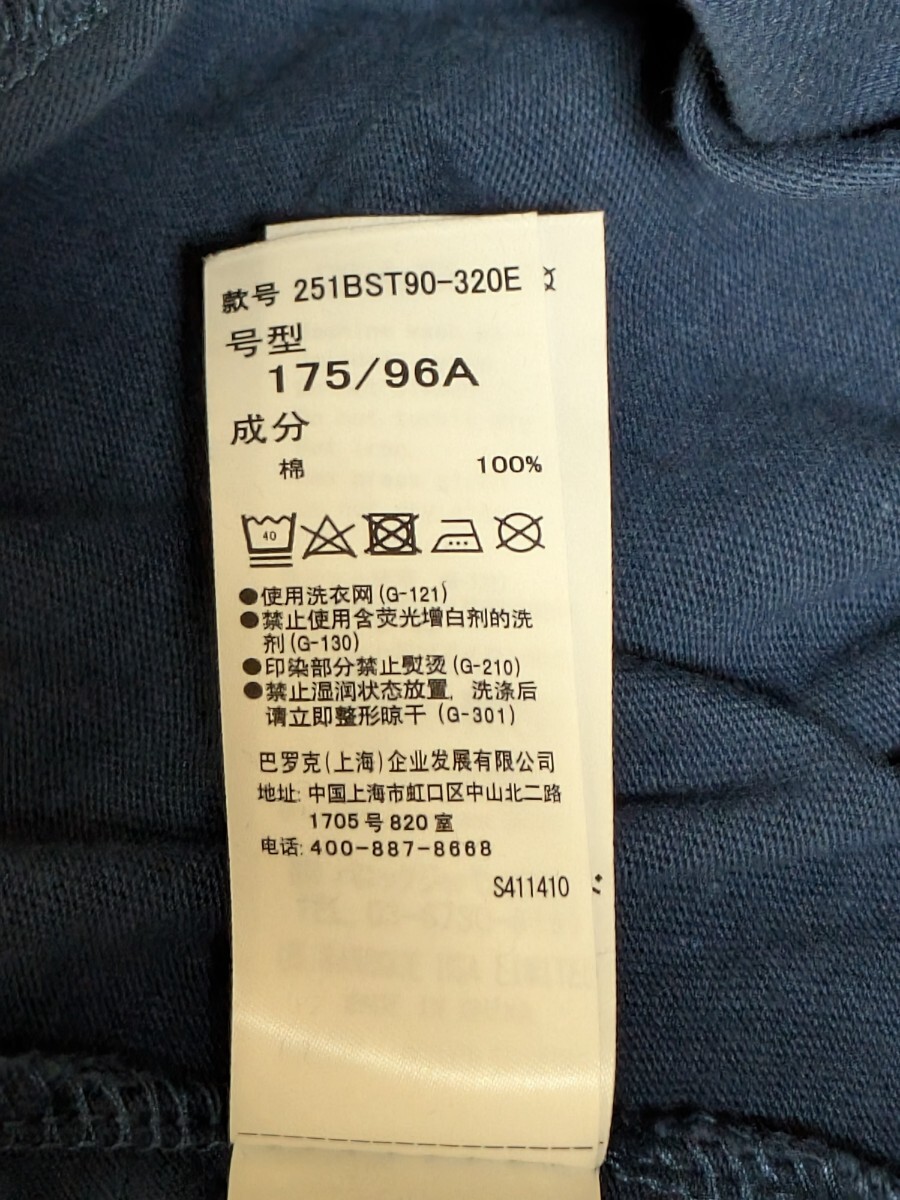 款号 251BST90-320E
号型
175/96A
成分
棉 100%
40
●使用洗衣网(G-121)
●禁止使用含荧光增白剂的洗
剂(G-130)
●印染部分禁止熨烫(G-210)
●禁止湿润状态放置, 洗涤后
请立即整形晾干(G-301)
巴罗克(上海)企业发展有限公司
地址: 中国上海市虹口区中山北二路
1705号820室
电话: 400-887-8668
S411410